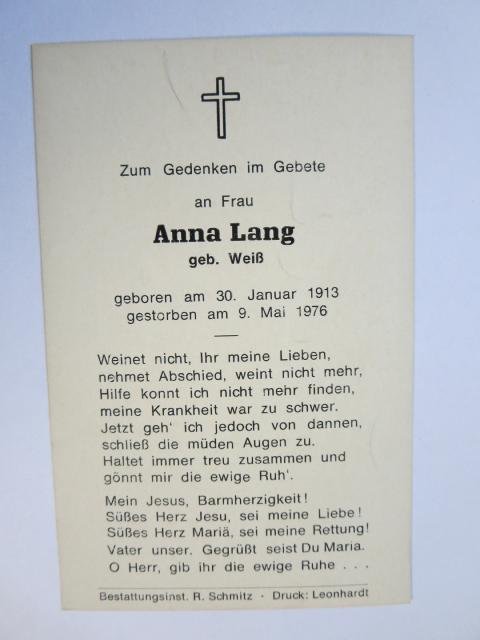 Zum Gedenken im Gebete
an Frau
Anna Lang
geb. Weiß
geboren am 30. Januar 1913
gestorben am 9. Mai 1976
Weinet nicht, Ihr meine Lieben,
nehmet Abschied, weint nicht mehr,
Hilfe konnt ich nicht mehr finden,
meine Krankheit war zu schwer.
Jetzt geh' ich jedoch von dannen,
schließ die müden Augen zu.
Haltet immer treu zusammen und
gönnt mir die ewige Ruh'.
Mein Jesus, Barmherzigkeit!
Süßes Herz Jesu, sei meine Liebe!
Süßes Herz Mariä, sei meine Rettung!
Vater unser. Gegrüßt seist Du Maria.
O Herr, gib ihr die ewige Ruhe . . .
Bestattungsinst. R. Schmitz · Druck: Leonhardt